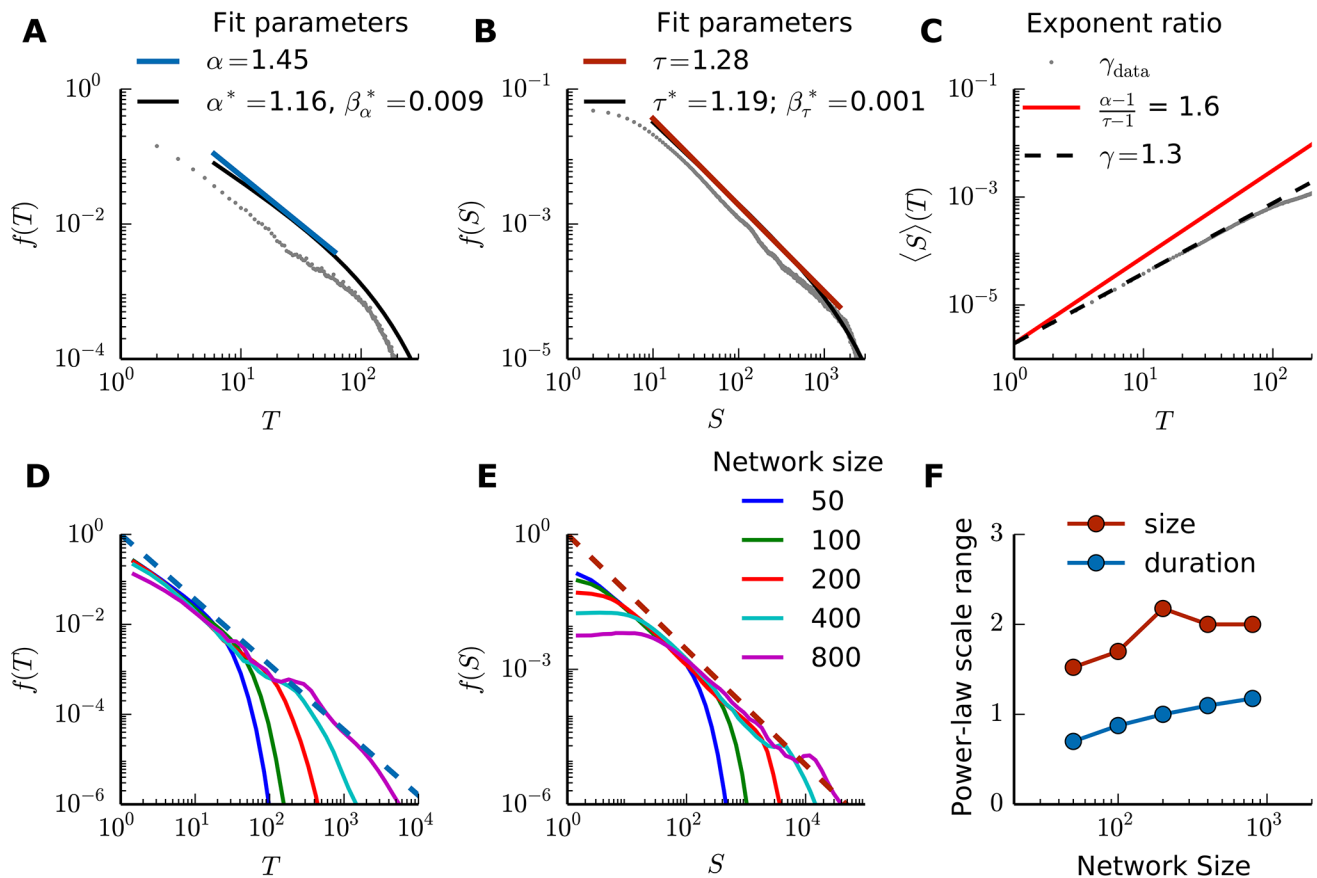 A
Fit parameters
α=1.45
α* =1.16, β*α =0.009
10^0
10^−2
10^−4
f(T)
10^0
10^1
10^2
T
B
Fit parameters
τ=1.28
τ* =1.19; β*τ =0.001
10^−1
10^−3
10^−5
f(S)
10^0
10^1
10^2
10^3
S
C
Exponent ratio
γdata
α−1/τ−1 = 1.6
γ=1.3
10^−1
10^−3
10^−5
⟨S⟩(T)
10^0
10^1
10^2
T
D
10^0
10^−2
10^−4
10^−6
f(T)
10^0
10^1
10^2
10^3
10^4
T
E
Network size
50
100
200
400
800
10^0
10^−3
10^−6
f(S)
10^0
10^2
10^4
S
F
size
duration
3
2
1
0
Power-law scale range
10^2
10^3
Network Size